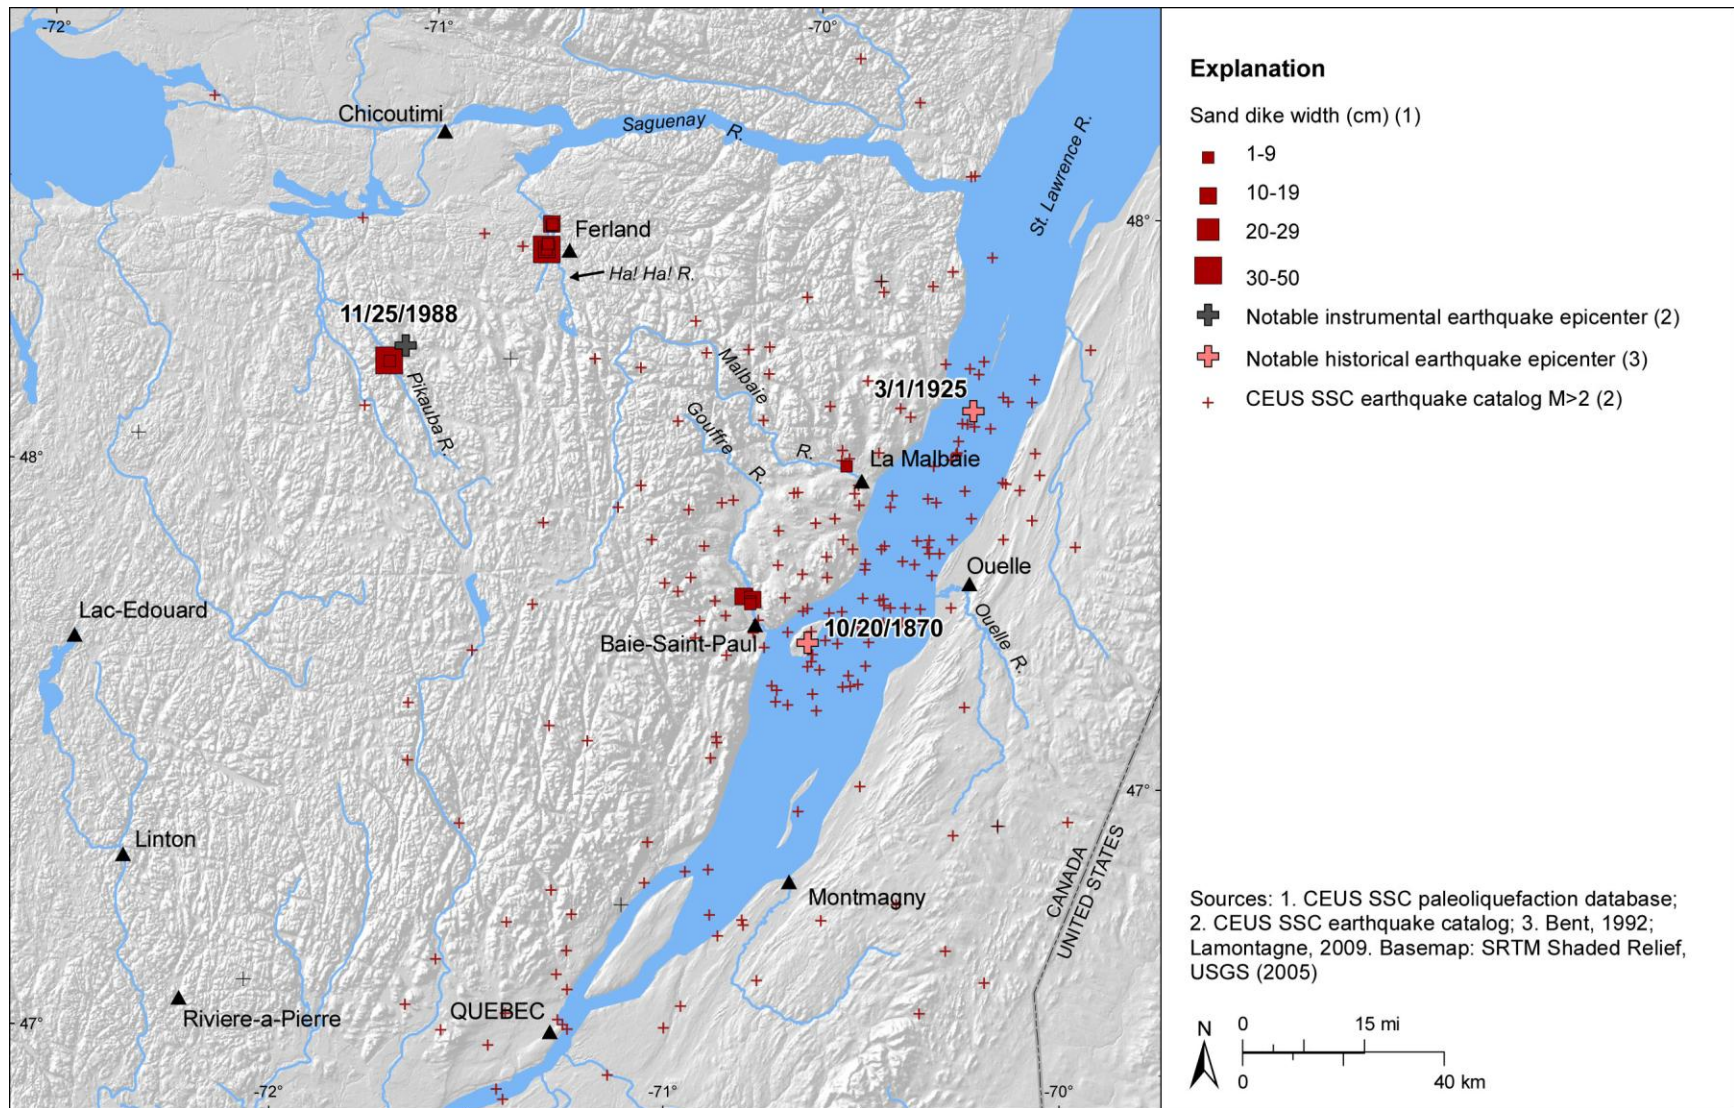 -72°
-71°
-70°
Chicoutimi
Saguenay R.
St. Lawrence R.
48°
Ferland
Ha! Ha! R.
11/25/1988
Pikauba R.
Malbaie R.
Gouffre R.
3/1/1925
La Malbaie
48°
Ouelle
Ouelle R.
Lac-Edouard
Baie-Saint-Paul
10/20/1870
47°
Linton
Montmagny
CANADA
UNITED STATES
Riviere-a-Pierre
QUEBEC
47°
-72°
-71°
-70°
Explanation
Sand dike width (cm) (1)
1-9
10-19
20-29
30-50
Notable instrumental earthquake epicenter (2)
Notable historical earthquake epicenter (3)
CEUS SSC earthquake catalog M>2 (2)
Sources: 1. CEUS SSC paleoliquefaction database;
2. CEUS SSC earthquake catalog; 3. Bent, 1992;
Lamontagne, 2009. Basemap: SRTM Shaded Relief,
USGS (2005)
N
0 15 mi
0 40 km